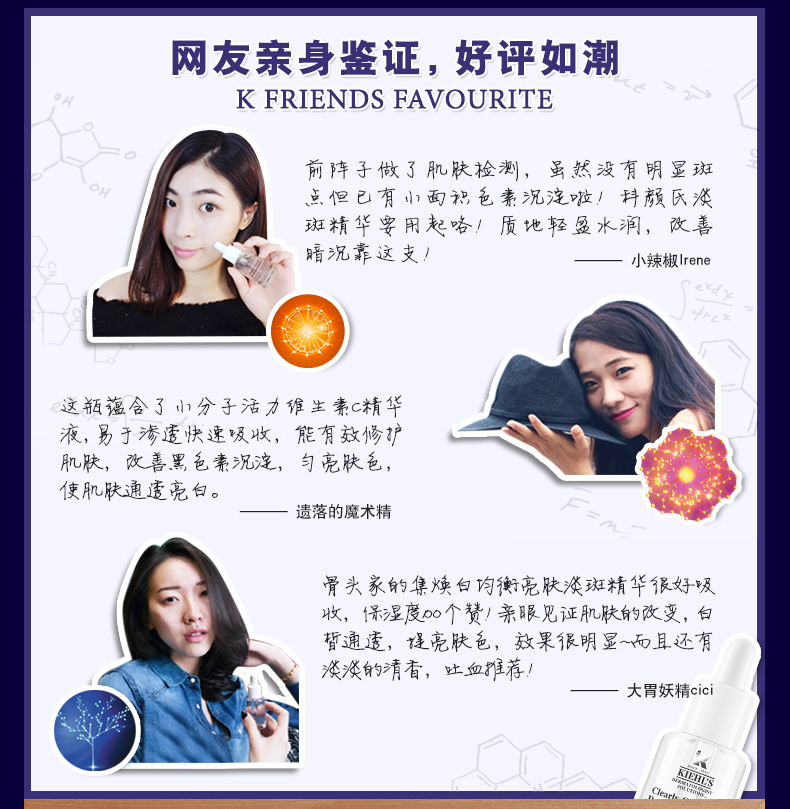 网友亲身鉴证，好评如潮
K FRIENDS FAVOURITE
前阵子做了肌肤检测，虽然没有明显斑
点但已有小面积色素沉淀啦！科颜氏淡
斑精华要用起咯！质地轻盈水润，改善
暗沉靠这支！
小辣椒Irene
这瓶蕴含了小分子活力维生素C精华
液，易于渗透快速吸收，能有效修护
肌肤，改善黑色素沉淀，匀亮肤色，
使肌肤通透亮白。
遗落的魔术精
骨头家的集焕白均衡亮肤淡斑精华很好吸
收，保湿度00个赞！亲眼见证肌肤的改变，白
皙通透，提亮肤色，效果很明显~而且还有
淡淡的清香，吐血推荐！
大胃妖精cici
SINCE 1851
KIEHL'S
DERMATOLOGIST
SOLUTIONS
Clearly
OH
O
O
HO
OH
CH₃
F=m